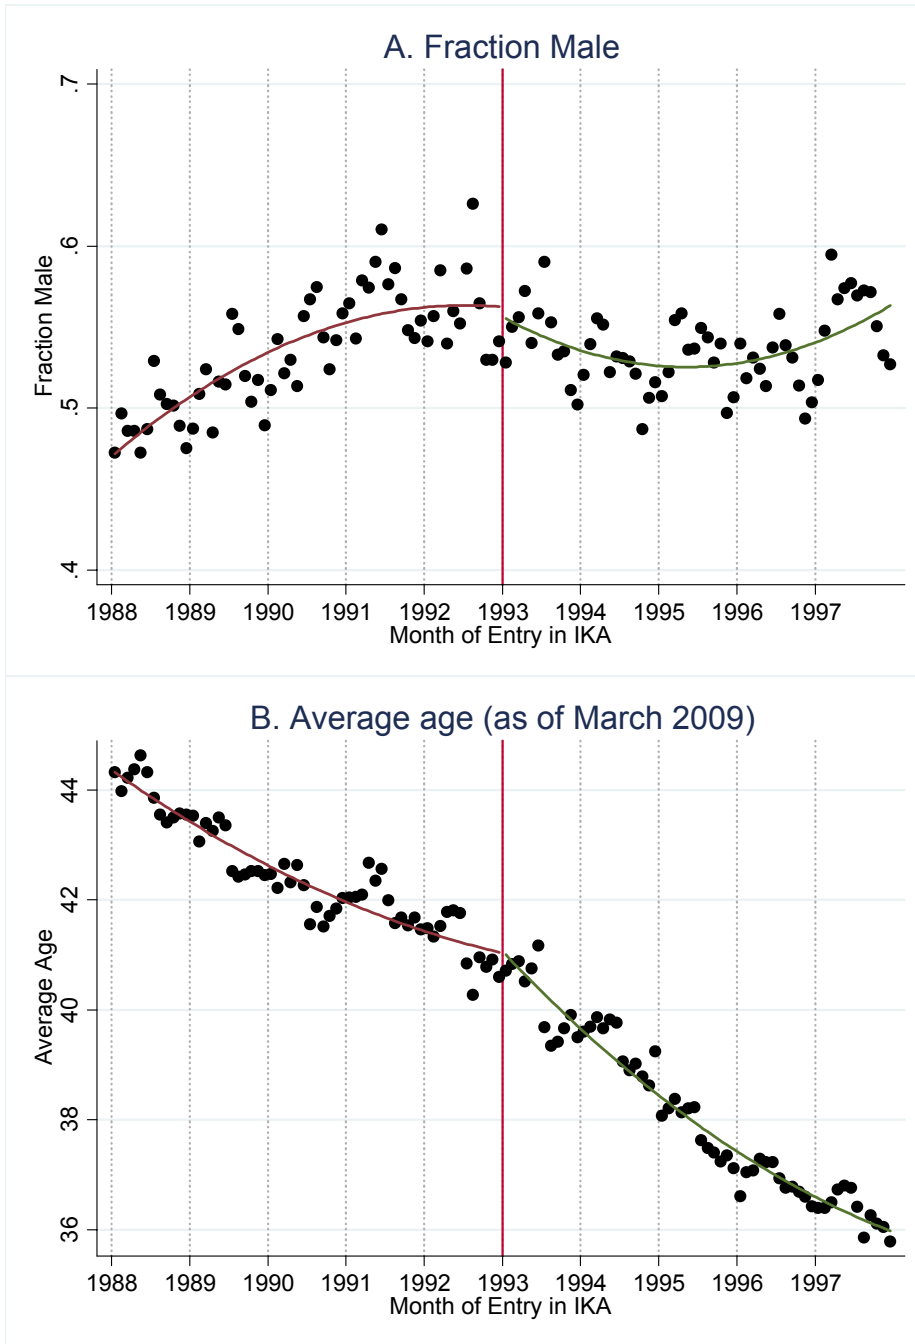 A. Fraction Male
.7
.6
.5
.4
Fraction Male
1988 1989 1990 1991 1992 1993 1994 1995 1996 1997
Month of Entry in IKA
B. Average age (as of March 2009)
44
42
40
38
36
Average Age
1988 1989 1990 1991 1992 1993 1994 1995 1996 1997
Month of Entry in IKA